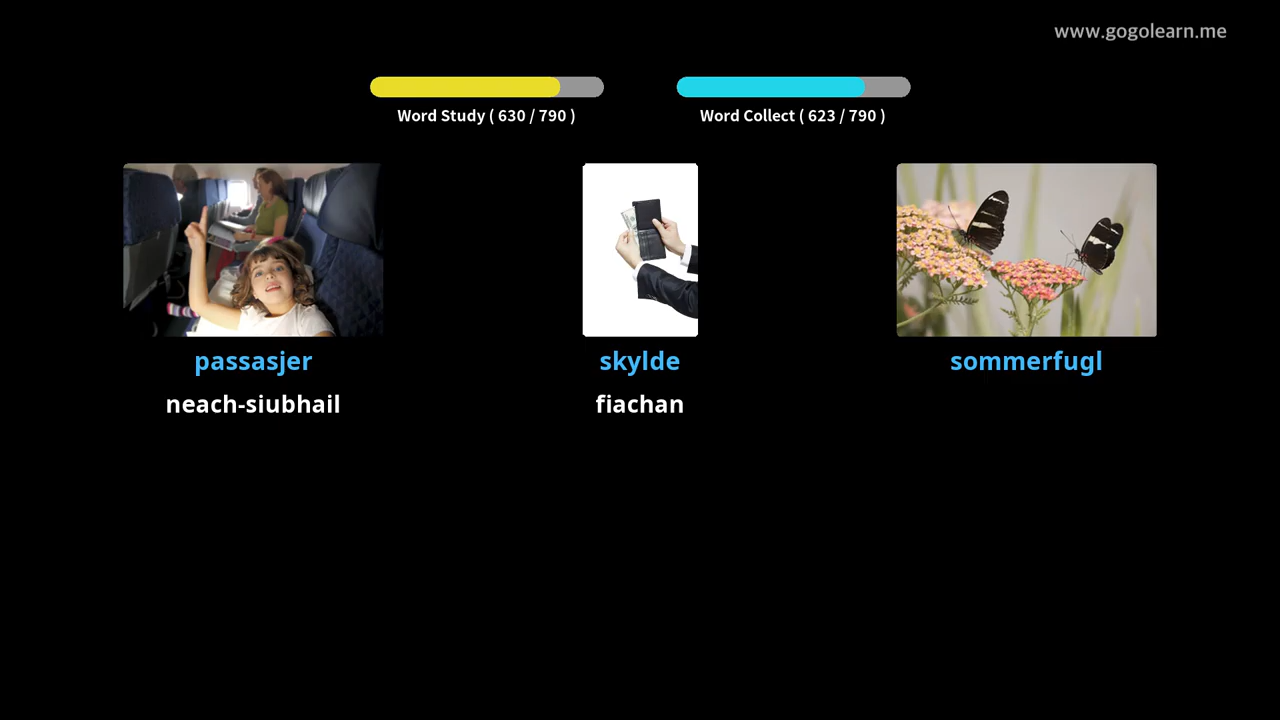 www.gogolearn.me
Word Study ( 630 / 790 )
Word Collect ( 623 / 790 )
passasjer
skylde
sommerfugl
neach-siubhail
fiachan